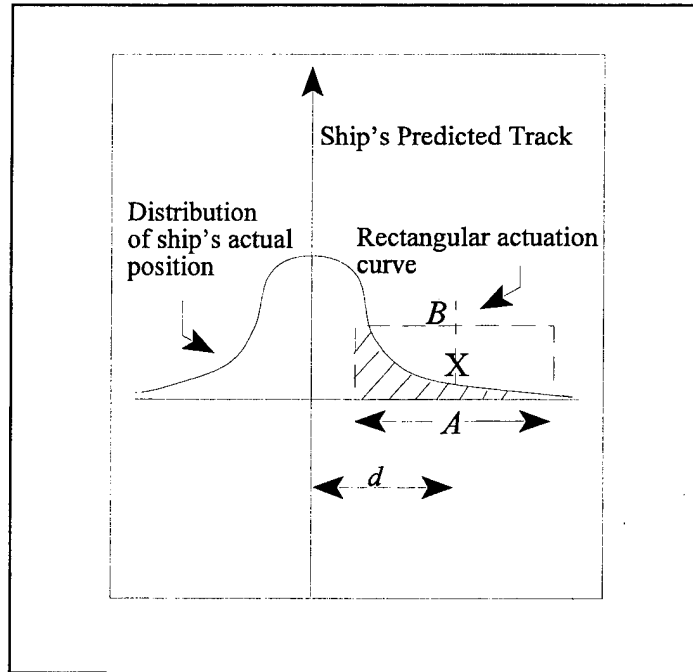 Ship's Predicted Track
Distribution
of ship's actual
position
Rectangular actuation
curve
B
X
A
d